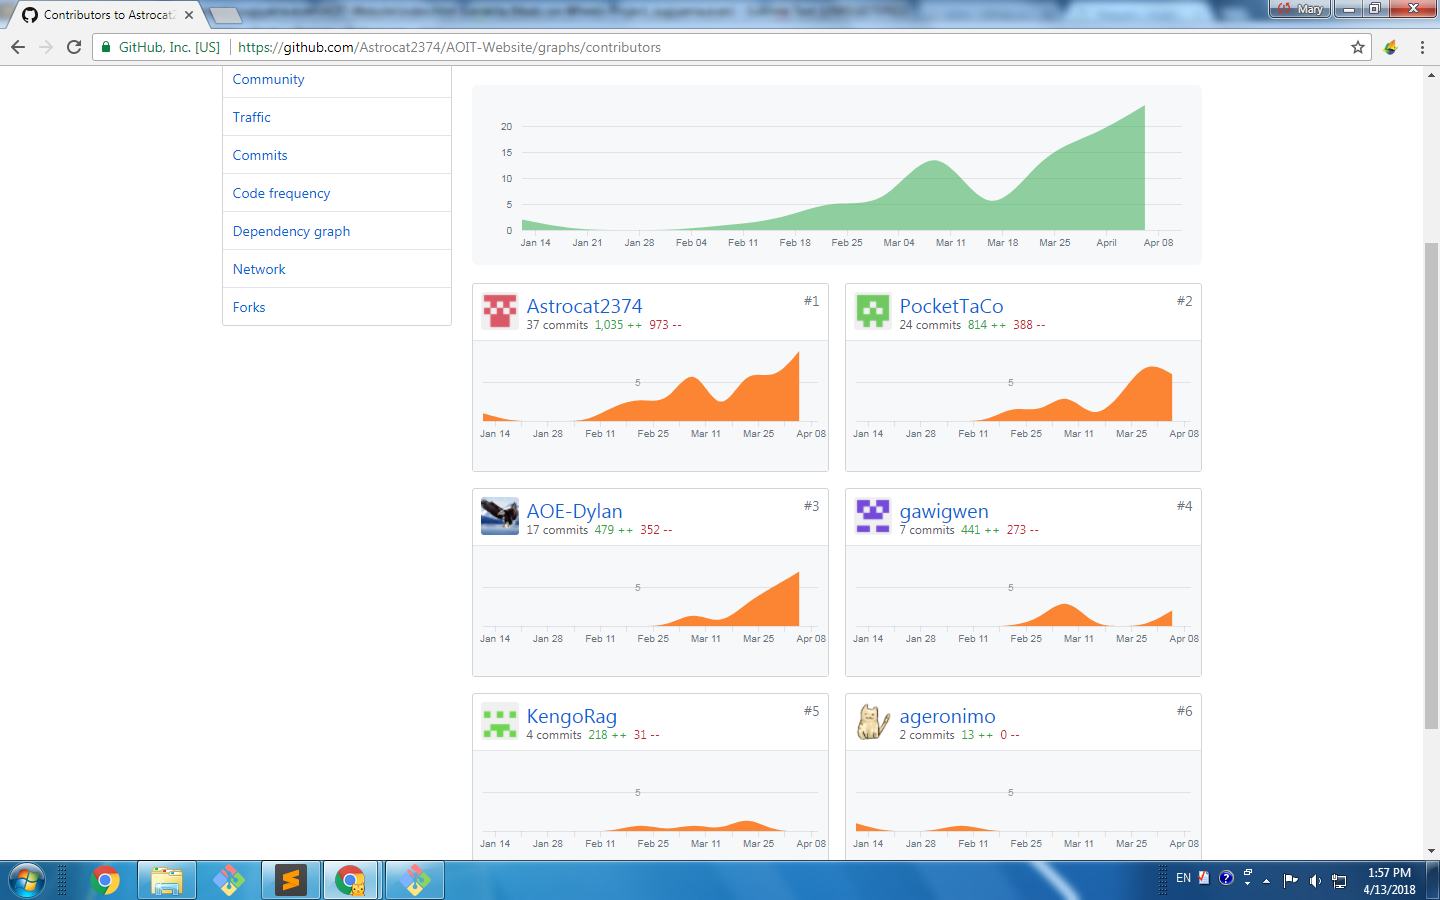 Contributors to Astrocat2
Mary
GitHub, Inc. [US]
https://github.com/Astrocat2374/AOIT-Website/graphs/contributors
Community
Traffic
Commits
Code frequency
Dependency graph
Network
Forks
20
15
10
5
0
Jan 14 Jan 21 Jan 28 Feb 04 Feb 11 Feb 18 Feb 25 Mar 04 Mar 11 Mar 18 Mar 25 April Apr 08
Astrocat2374 #1
37 commits 1,035 ++ 973 --
5
Jan 14 Jan 28 Feb 11 Feb 25 Mar 11 Mar 25 Apr 08
PocketTaCo #2
24 commits 814 ++ 388 --
5
Jan 14 Jan 28 Feb 11 Feb 25 Mar 11 Mar 25 Apr 08
AOE-Dylan #3
17 commits 479 ++ 352 --
5
Jan 14 Jan 28 Feb 11 Feb 25 Mar 11 Mar 25 Apr 08
gawigwen #4
7 commits 441 ++ 273 --
5
Jan 14 Jan 28 Feb 11 Feb 25 Mar 11 Mar 25 Apr 08
KengoRag #5
4 commits 218 ++ 31 --
5
Jan 14 Jan 28 Feb 11 Feb 25 Mar 11 Mar 25 Apr 08
ageronimo #6
2 commits 13 ++ 0 --
5
Jan 14 Jan 28 Feb 11 Feb 25 Mar 11 Mar 25 Apr 08
EN
1:57 PM
4/13/2018